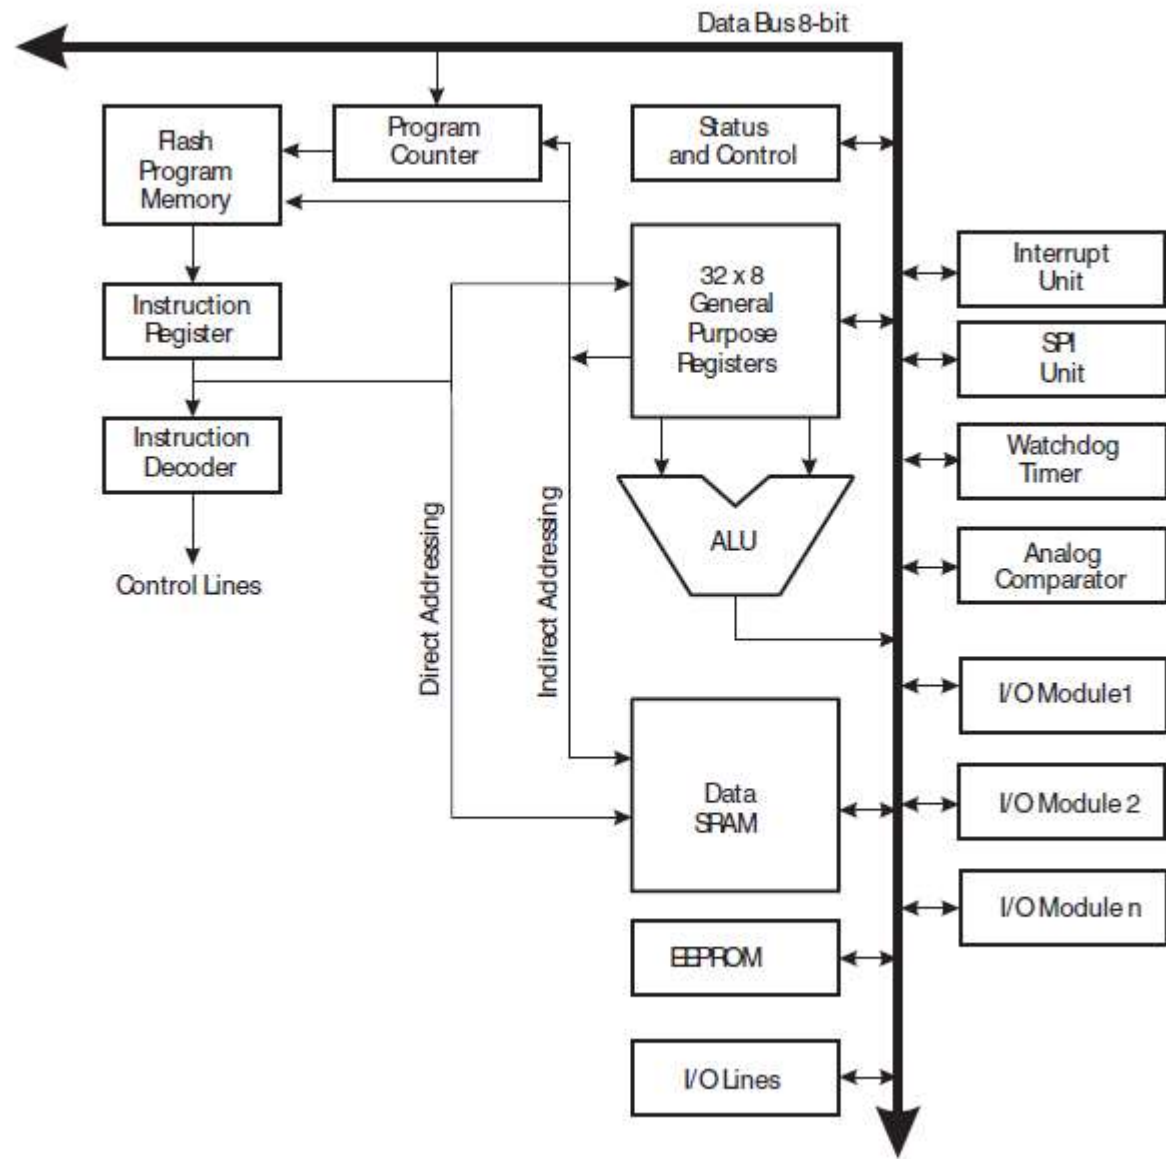 Data Bus 8-bit
Flash
Program
Memory
Program
Counter
Status
and Control
Interrupt
Unit
32 x 8
General
Purpose
Registers
Instruction
Register
SPI
Unit
Instruction
Decoder
Watchdog
Timer
ALU
Analog
Comparator
Control Lines
Direct Addressing
Indirect Addressing
I/O Module1
Data
SRAM
I/O Module 2
I/O Module n
EEPROM
I/O Lines